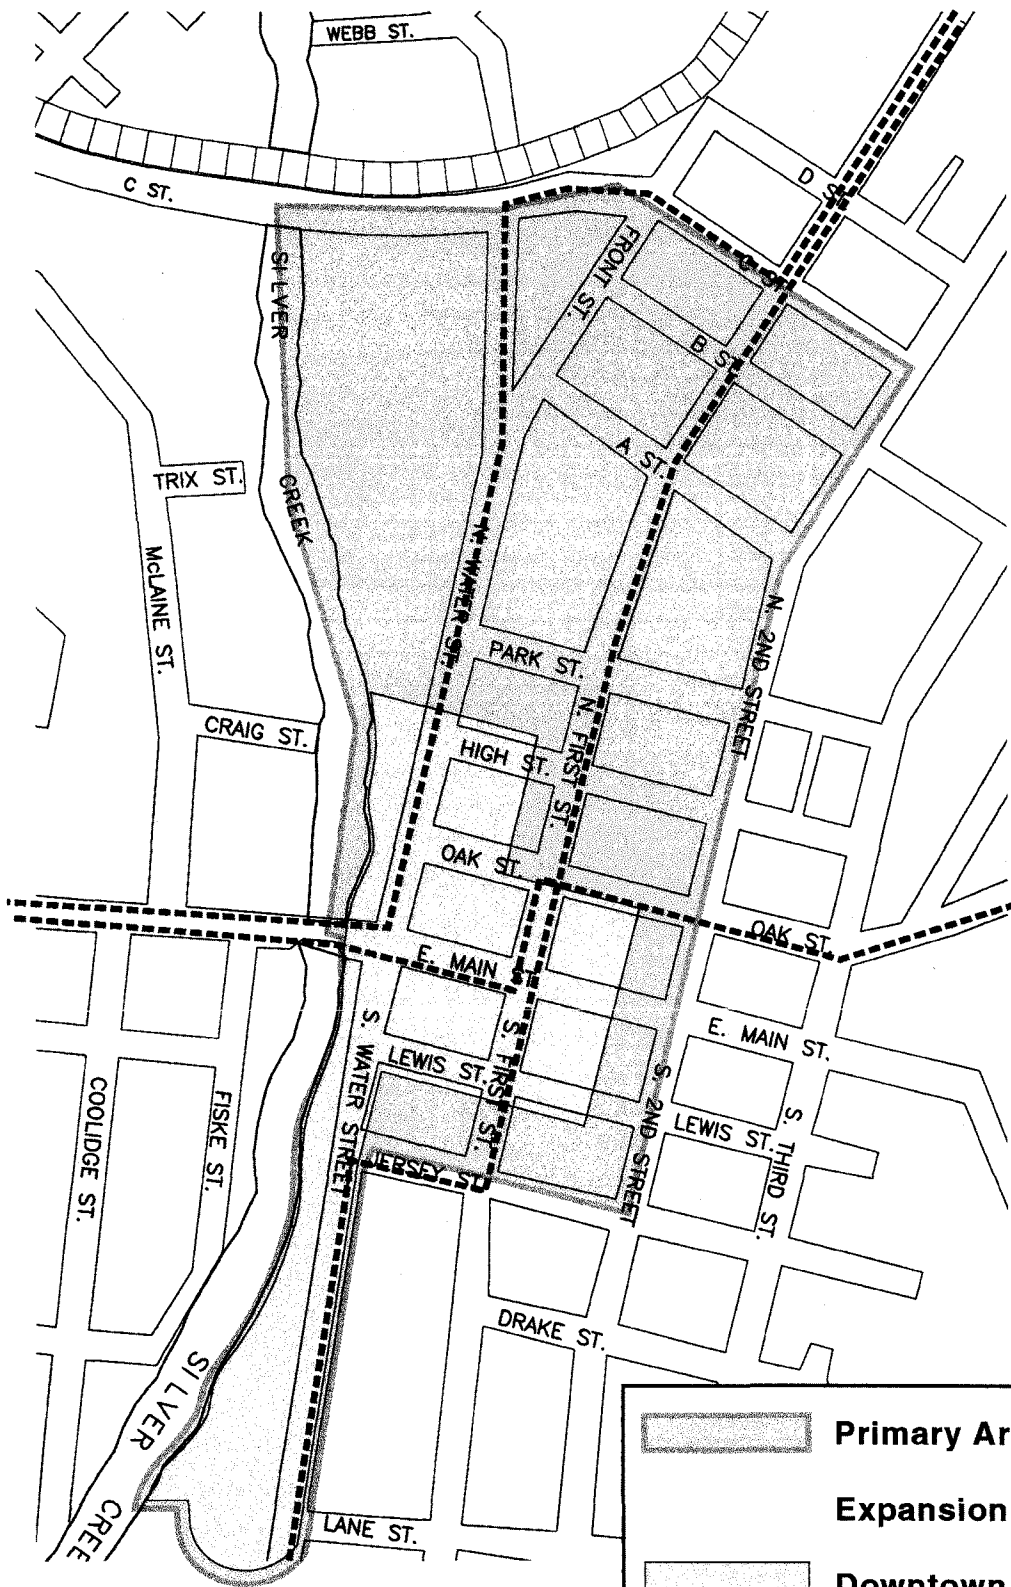 WEBB ST.
C ST.
D ST.
SILVER
FRONT ST.
C ST.
B ST.
A ST.
TRIX ST.
CREEK
McLAINE ST.
N. WATER ST.
N. 2ND STREET
PARK ST.
CRAIG ST.
N. FIRST ST.
HIGH ST.
OAK ST.
OAK ST.
E. MAIN ST.
S. WATER STREET
S. FIRST ST.
E. MAIN ST.
LEWIS ST.
S. 2ND STREET
LEWIS ST.
S. THIRD ST.
COOLIDGE ST.
FISKE ST.
JERSEY ST.
DRAKE ST.
SILVER
CREE
LANE ST.
Primary Ar
Expansion
Downtown